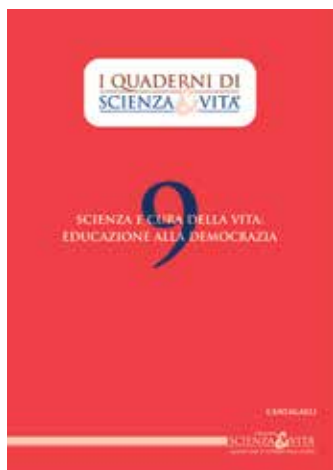 I QUADERNI DI
SCIENZA&VITA
9
SCIENZA E CURA DELLA VITA:
EDUCAZIONE ALLA DEMOCRAZIA
CANTAGALLI
SCIENZA&VITA